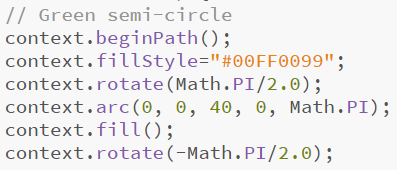 // Green semi-circle
context.beginPath();
context.fillStyle="#00FF0099";
context.rotate(Math.PI/2.0);
context.arc(0, 0, 40, 0, Math.PI);
context.fill();
context.rotate(-Math.PI/2.0);